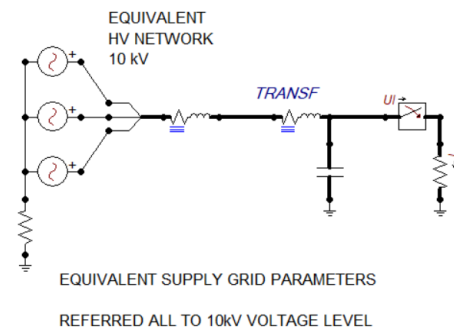 EQUIVALENT
HV NETWORK
10 kV
TRANSF
UI
+
+
+
EQUIVALENT SUPPLY GRID PARAMETERS
REFERRED ALL TO 10kV VOLTAGE LEVEL